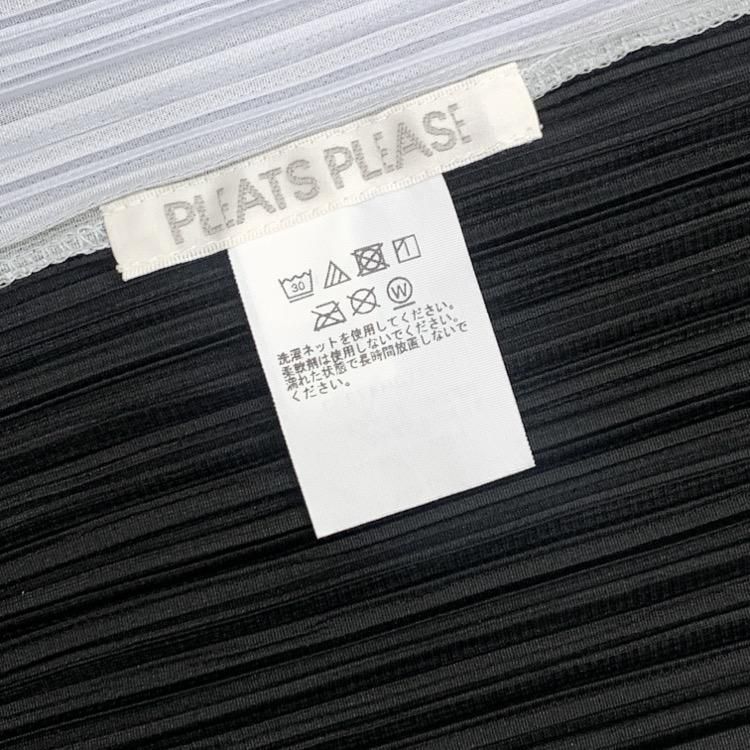 PLEATS PLEASE
30
W
洗濯ネットを使用してください。
柔軟剤は使用しないでください。
濡れた状態で長時間放置しないで
ください。